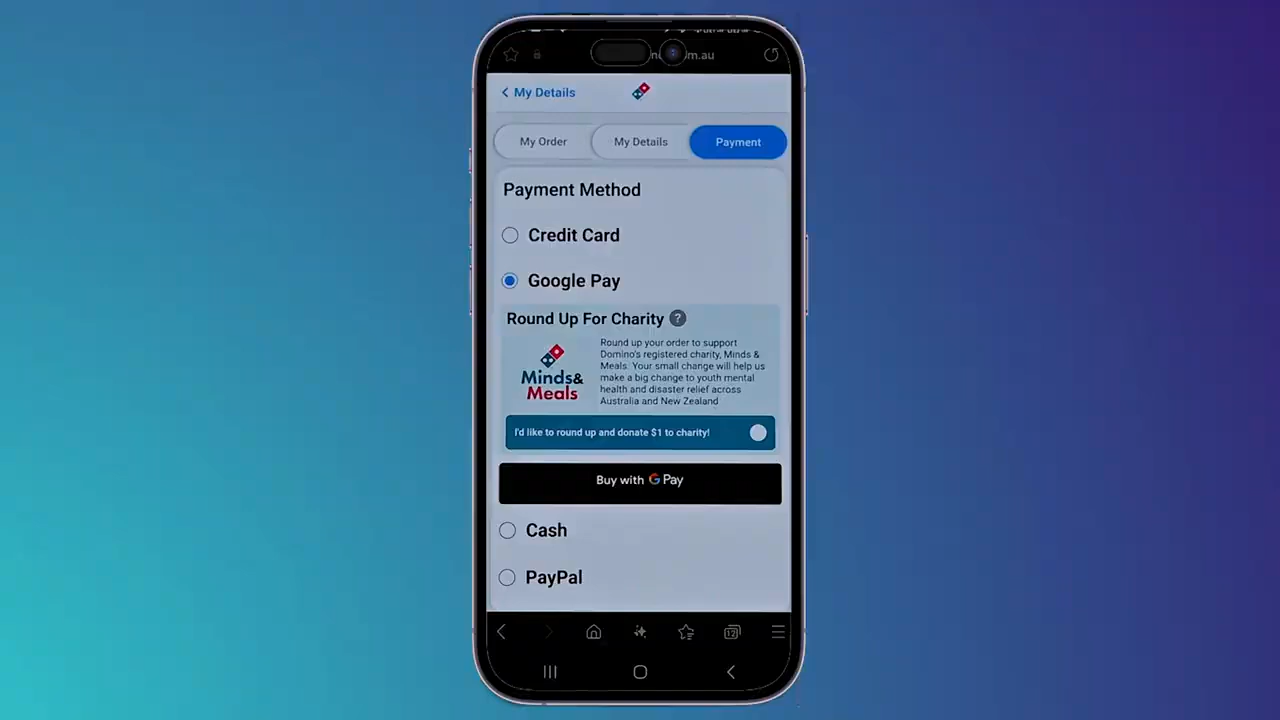 m.au
My Details
My Order
My Details
Payment
Payment Method
Credit Card
Google Pay
Round Up For Charity ?
Round up your order to support
Domino's registered charity, Minds &
Meals. Your small change will help us
make a big change to youth mental
health and disaster relief across
Australia and New Zealand
Minds&
Meals
I'd like to round up and donate $1 to charity!
Buy with G Pay
Cash
PayPal
12